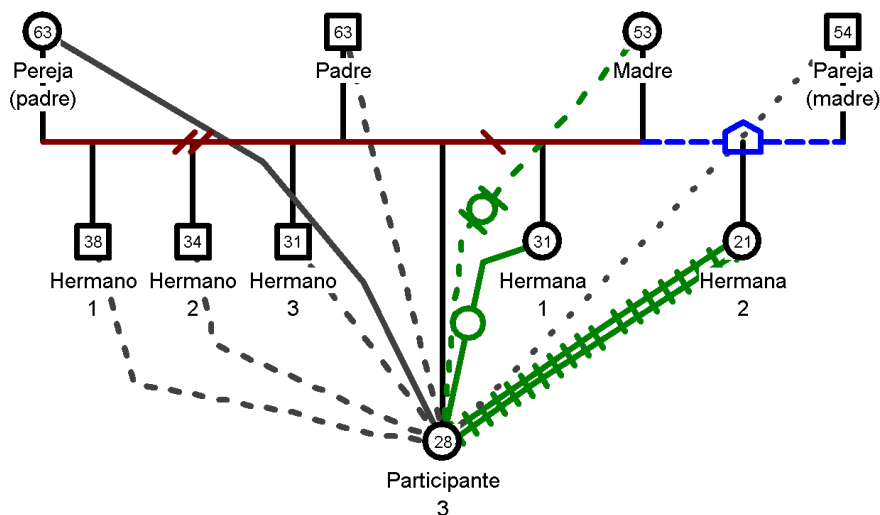 63
63
53
54
Pereja
(padre)
Padre
Madre
Pareja
(madre)
38
34
31
31
21
Hermano
1
Hermano
2
Hermano
3
Hermana
1
Hermana
2
28
Participante
3